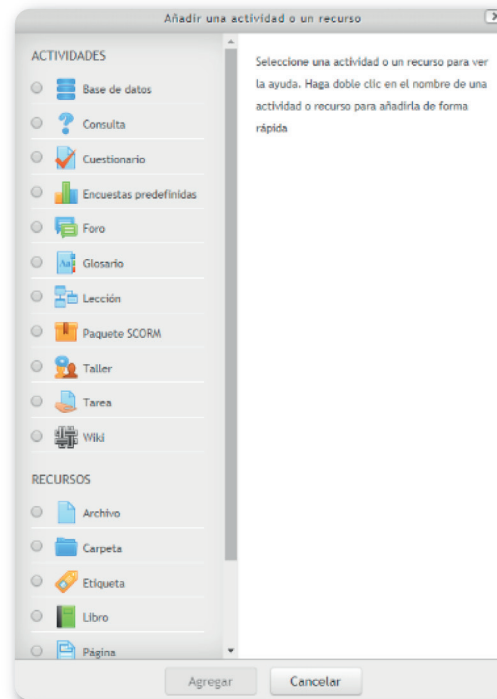 Añadir una actividad o un recurso
ACTIVIDADES
Base de datos
Consulta
Cuestionario
Encuestas predefinidas
Foro
Glosario
Lección
Paquete SCORM
Taller
Tarea
Wiki
RECURSOS
Archivo
Carpeta
Etiqueta
Libro
Página
Seleccione una actividad o un recurso para ver
la ayuda. Haga doble clic en el nombre de una
actividad o recurso para añadirla de forma
rápida
Agregar
Cancelar